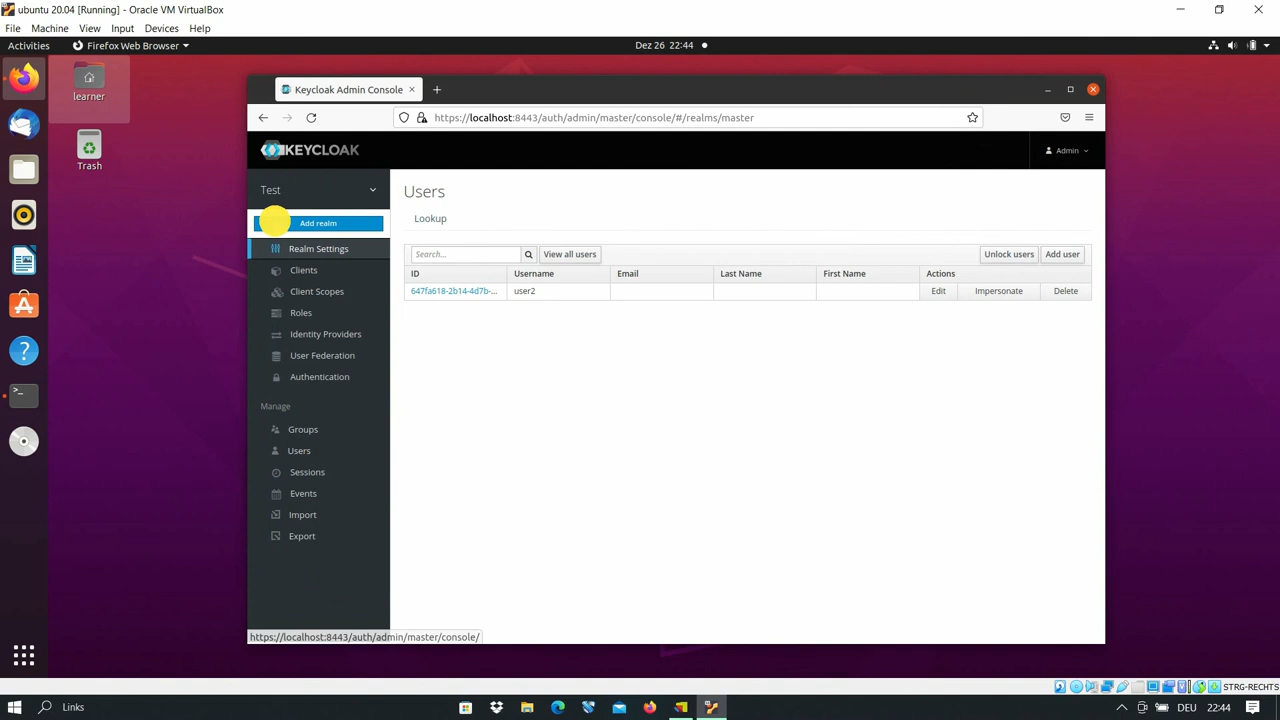 ubuntu 20.04 [Running] - Oracle VM VirtualBox
File Machine View Input Devices Help
Activities Firefox Web Browser Dez 26 22:44
learner
Trash
Keycloak Admin Console
https://localhost:8443/auth/admin/master/console/#/realms/master
KEYCLOAK
Admin
Test
Add realm
Realm Settings
Clients
Client Scopes
Roles
Identity Providers
User Federation
Authentication
Manage
Groups
Users
Sessions
Events
Import
Export
Users
Lookup
Search... View all users Unlock users Add user
ID Username Email Last Name First Name Actions
647fa618-2b14-4d7b-... user2 Edit Impersonate Delete
https://localhost:8443/auth/admin/master/console/
STRG-RECHTS
Links
DEU 22:44